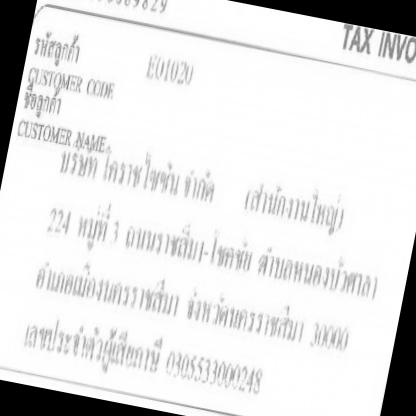 TAX INVO
รหัสลูกค้า E01020
CUSTOMER CODE
ชื่อลูกค้า
CUSTOMER NAME
บริษัท โคราชไซซัน จำกัด (สำนักงานใหญ่)
224 หมู่ที่ 3 ถนนราชสีมา-โชคชัย ตำบลหนองบัวศาลา
อำเภอเมืองนครราชสีมา จังหวัดนครราชสีมา 30000
เลขประจำตัวผู้เสียภาษี 0305533000248